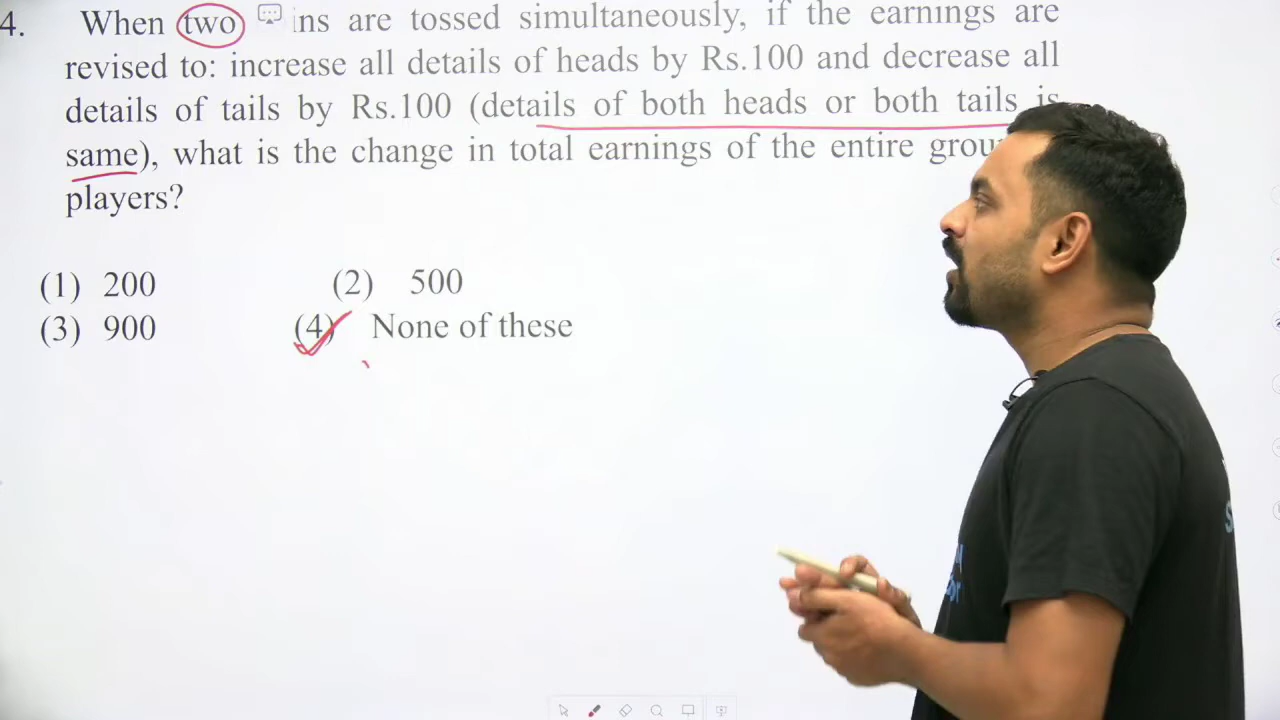 4. When two ins are tossed simultaneously, if the earnings are
revised to: increase all details of heads by Rs.100 and decrease all
details of tails by Rs.100 (details of both heads or both tails is
same), what is the change in total earnings of the entire grou
players?
(1) 200 (2) 500
(3) 900 (4) None of these